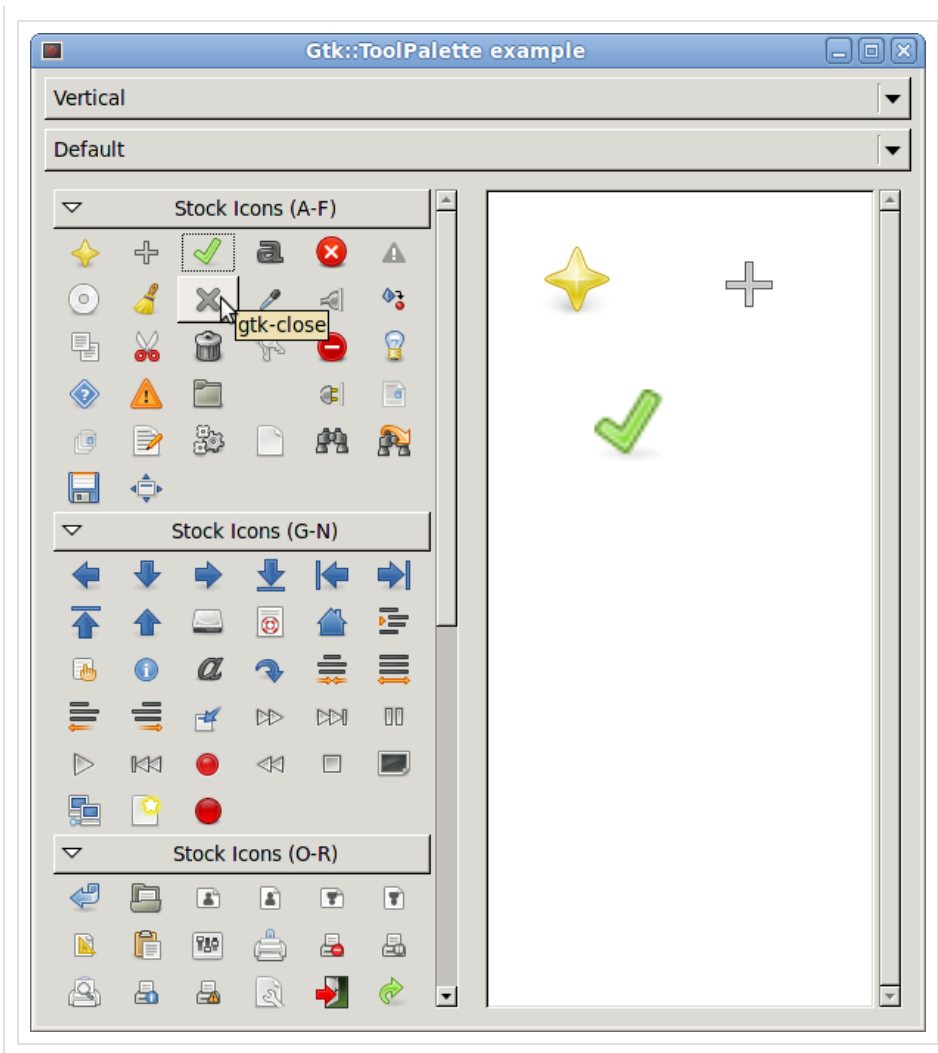 Gtk::ToolPalette example
Vertical
Default
Stock Icons (A-F)
gtk-close
Stock Icons (G-N)
Stock Icons (O-R)